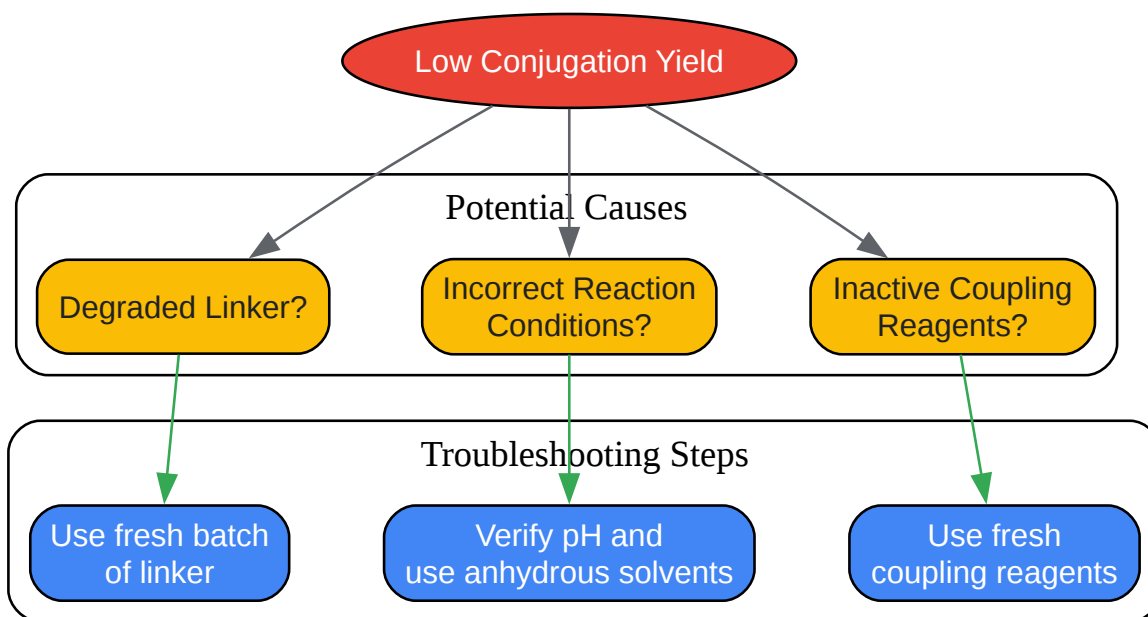 Low Conjugation Yield
Potential Causes
Degraded Linker?
Incorrect Reaction
Conditions?
Inactive Coupling
Reagents?
Troubleshooting Steps
Use fresh batch
of linker
Verify pH and
use anhydrous solvents
Use fresh
coupling reagents